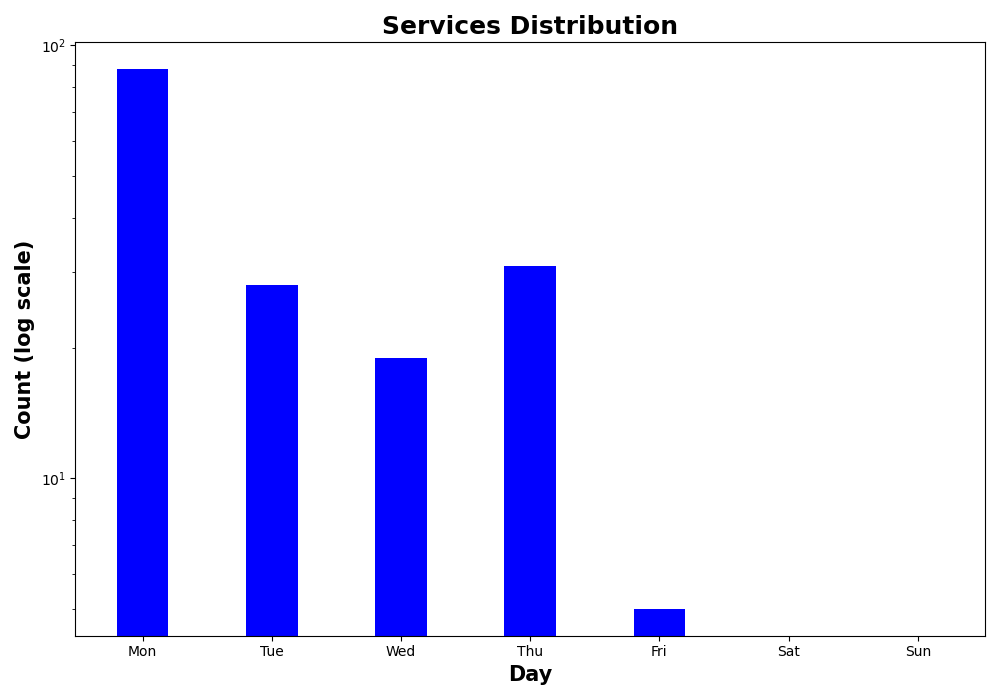 Services Distribution
Count (log scale)
10²
10¹
Mon Tue Wed Thu Fri Sat Sun
Day